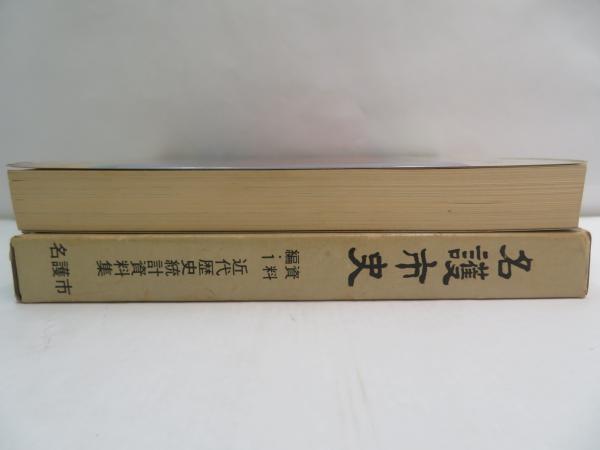 名護市史
資料編・1
近代歴史統計資料集
名護市